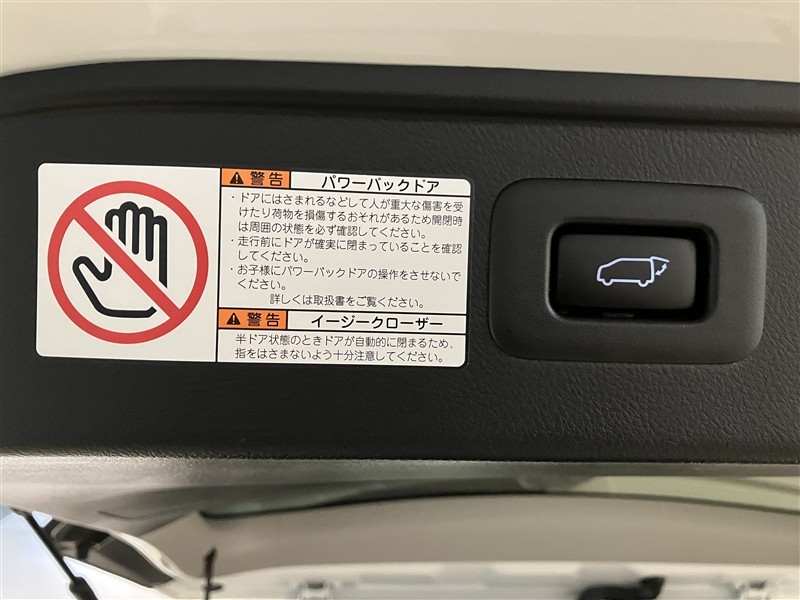 警告 パワーバックドア
・ドアにはさまれるなどして人が重大な傷害を受
けたり荷物を損傷するおそれがあるため開閉時
は周囲の状態を必ず確認してください。
・走行前にドアが確実に閉まっていることを確認
してください。
・お子様にパワーバックドアの操作をさせないで
ください。
詳しくは取扱書をご覧ください。
警告 イージークローザー
半ドア状態のときドアが自動的に閉まるため、
指をはさまないよう十分注意してください。